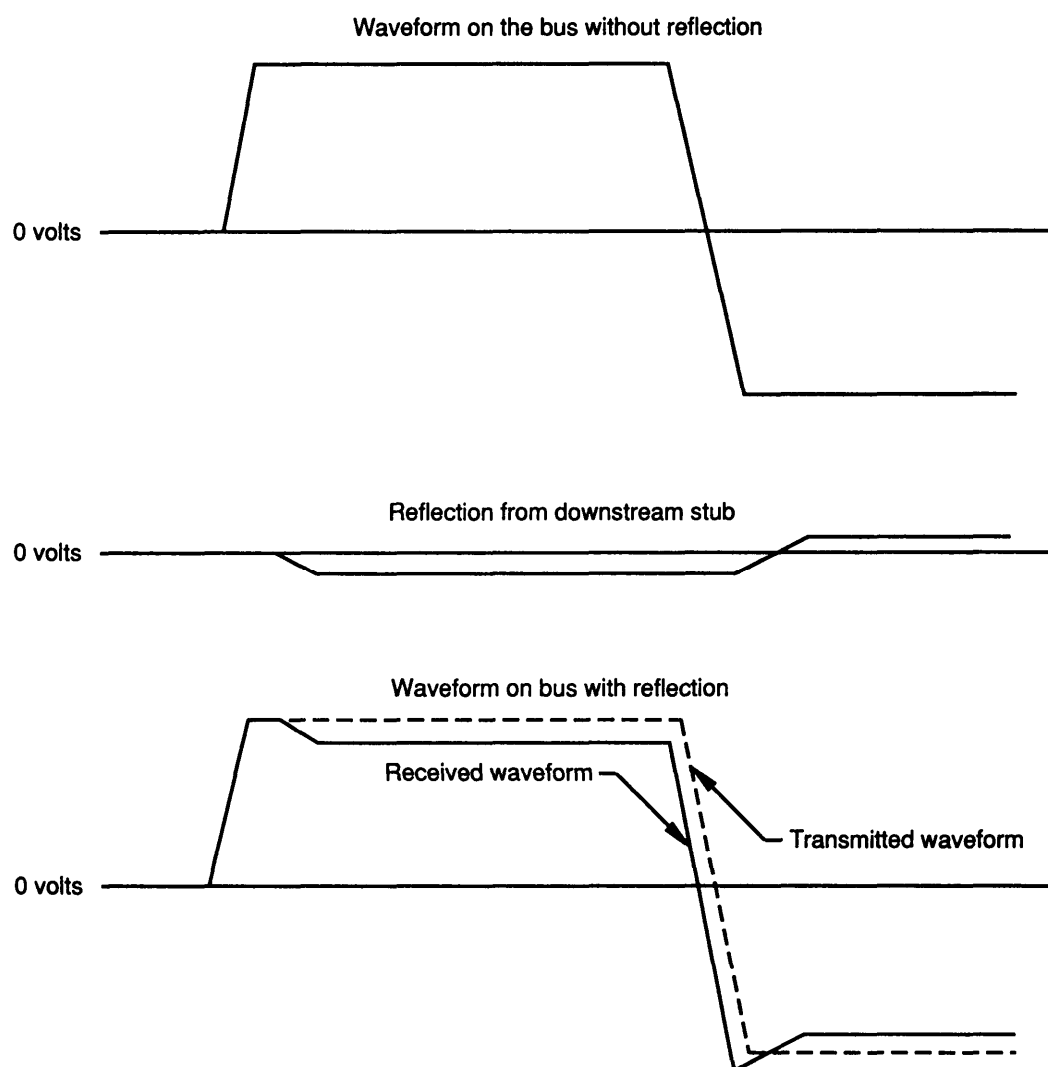 Waveform on the bus without reflection
0 volts
Reflection from downstream stub
0 volts
Waveform on bus with reflection
Received waveform
Transmitted waveform
0 volts